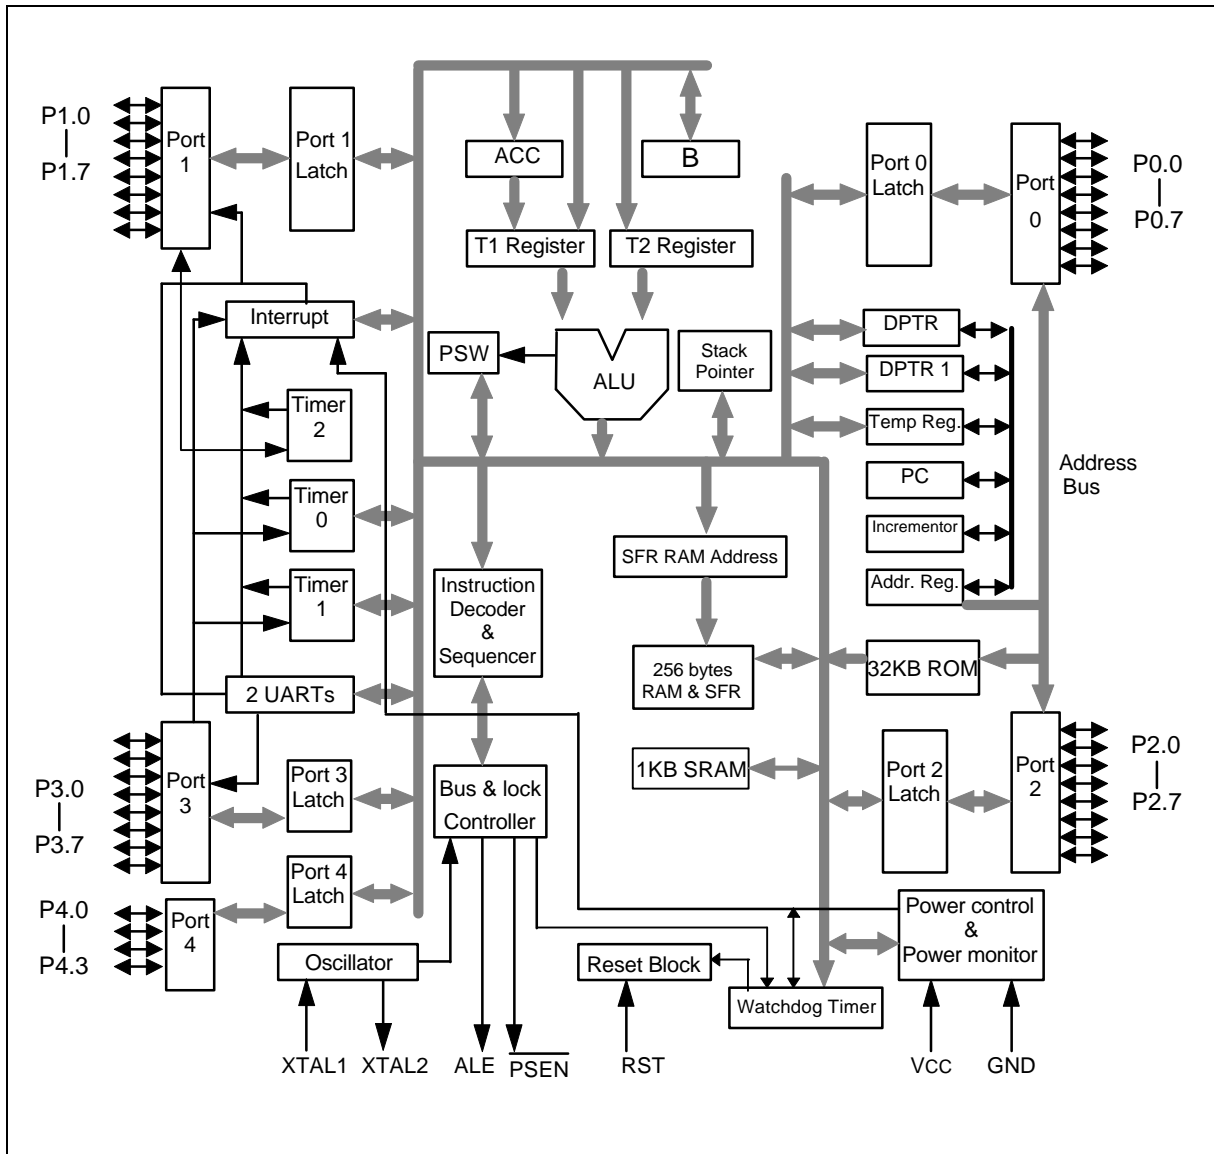 P1.0
P1.7
Port
1
Port 1
Latch
ACC
B
T1 Register
T2 Register
Port 0
Latch
Port
0
P0.0
P0.7
Interrupt
PSW
ALU
Stack
Pointer
DPTR
DPTR 1
Temp Reg.
PC
Incrementor
Addr. Reg.
Address
Bus
Timer
2
Timer
0
Timer
1
2 UARTs
Instruction
Decoder
&
Sequencer
SFR RAM Address
256 bytes
RAM & SFR
32KB ROM
1KB SRAM
P3.0
P3.7
Port
3
Port 3
Latch
Bus & lock
Controller
Port 2
Latch
Port
2
P2.0
P2.7
P4.0
P4.3
Port
4
Port 4
Latch
Oscillator
Reset Block
Watchdog Timer
Power control
&
Power monitor
XTAL1
XTAL2
ALE
PSEN
RST
VCC
GND